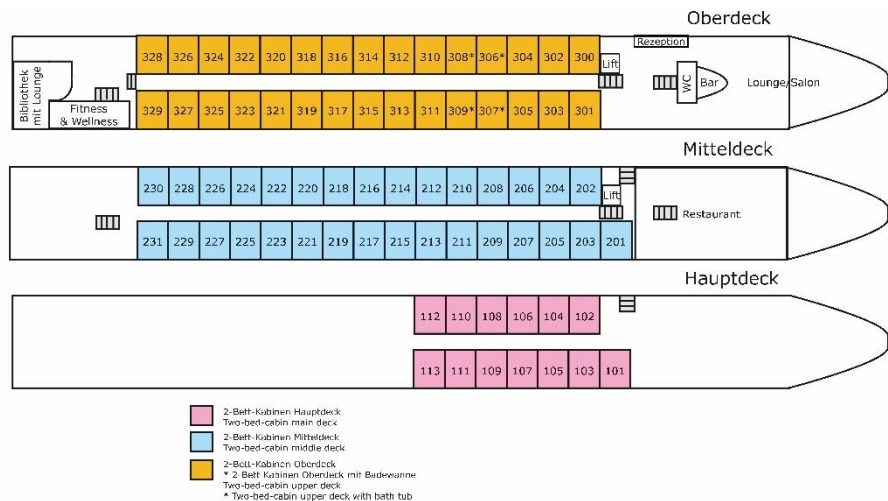 Oberdeck
328 326 324 322 320 318 316 314 312 310 308* 306* 304 302 300
Lift
Rezeption
WC
Bar
Lounge/Salon
Bibliothek
mit Lounge
Fitness
& Wellness
329 327 325 323 321 319 317 315 313 311 309* 307* 305 303 301
Mitteldeck
230 228 226 224 222 220 218 216 214 212 210 208 206 204 202
Lift
Restaurant
231 229 227 225 223 221 219 217 215 213 211 209 207 205 203 201
Hauptdeck
112 110 108 106 104 102
113 111 109 107 105 103 101
2-Bett-Kabinen Hauptdeck
Two-bed-cabin main deck
2-Bett-Kabinen Mitteldeck
Two-bed-cabin middle deck
2-Bett-Kabinen Oberdeck
* 2-Bett Kabinen Oberdeck mit Badewanne
Two-bed-cabin upper deck
* Two-bed-cabin upper deck with bath tub